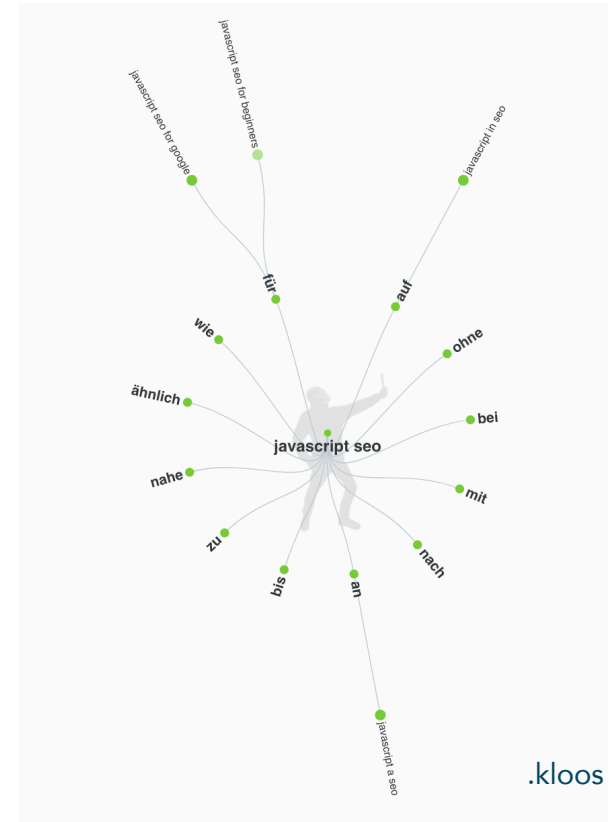 javascript seo for google
javascript seo for beginners
javascript in seo
für
auf
wie
ohne
ähnlich
bei
javascript seo
nahe
mit
zu
nach
bis
an
javascript a seo
.kloos